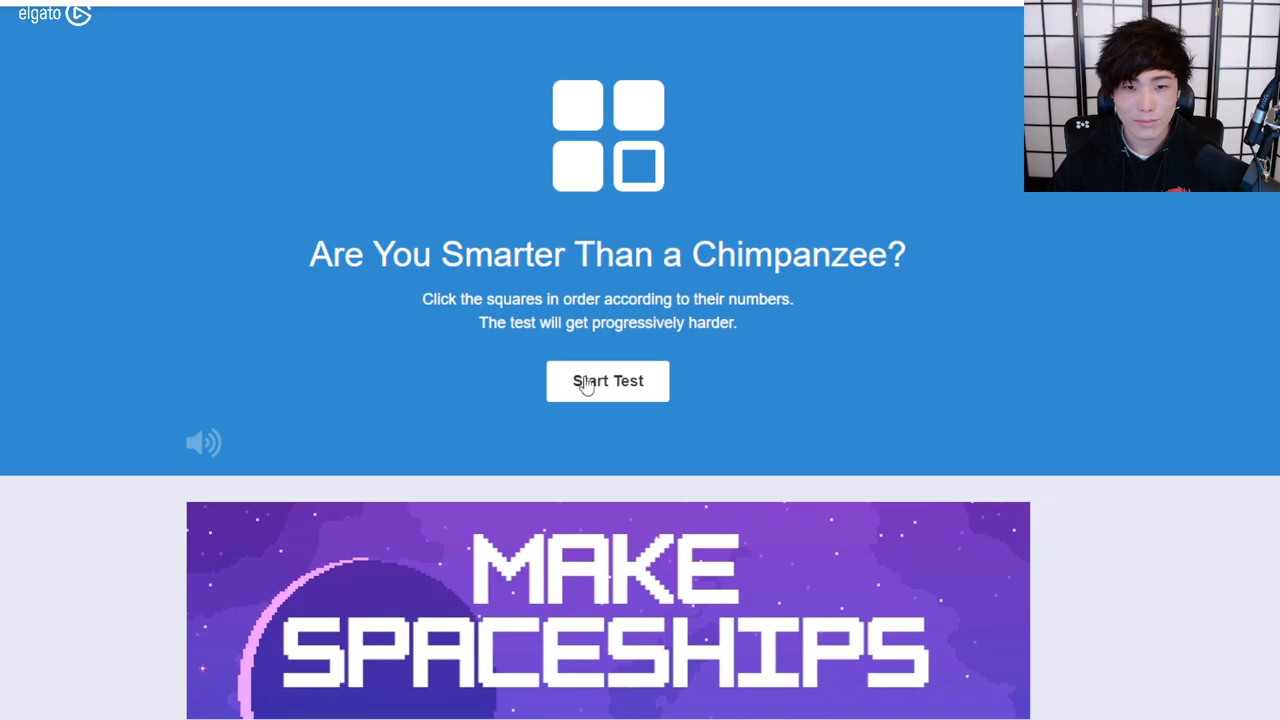 elgato
Are You Smarter Than a Chimpanzee?
Click the squares in order according to their numbers.
The test will get progressively harder.
Start Test
MAKE
SPACESHIPS